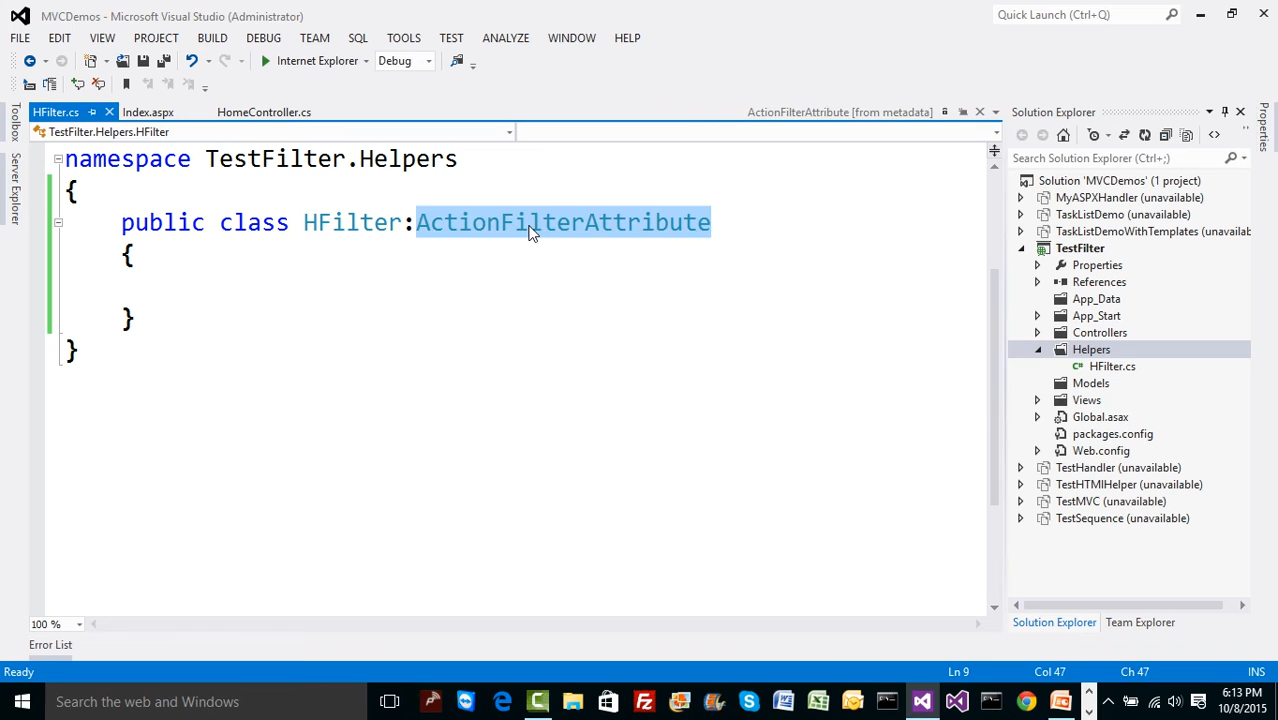 MVCDemos - Microsoft Visual Studio (Administrator)
Quick Launch (Ctrl+Q)
FILE EDIT VIEW PROJECT BUILD DEBUG TEAM SQL TOOLS TEST ANALYZE WINDOW HELP
Internet Explorer Debug
HFilter.cs Index.aspx HomeController.cs ActionFilterAttribute [from metadata]
TestFilter.Helpers.HFilter
namespace TestFilter.Helpers
{
public class HFilter:ActionFilterAttribute
{
}
}
100 %
Toolbox
Server Explorer
Solution Explorer
Search Solution Explorer (Ctrl+;)
Solution 'MVCDemos' (1 project)
MyASPXHandler (unavailable)
TaskListDemo (unavailable)
TaskListDemoWithTemplates (unavailab
TestFilter
Properties
References
App_Data
App_Start
Controllers
Helpers
HFilter.cs
Models
Views
Global.asax
packages.config
Web.config
TestHandler (unavailable)
TestHTMlHelper (unavailable)
TestMVC (unavailable)
TestSequence (unavailable)
Solution Explorer Team Explorer
Properties
Error List
Ready Ln 9 Col 47 Ch 47 INS
Search the web and Windows
6:13 PM
10/8/2015